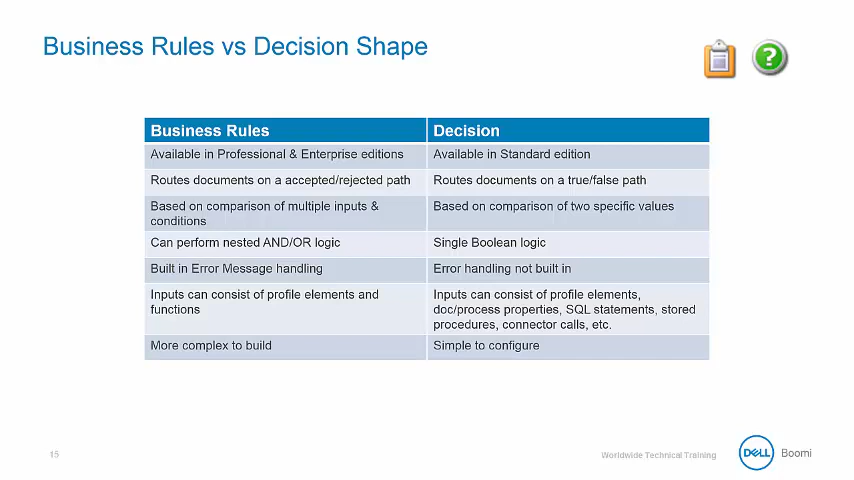 Business Rules vs Decision Shape
?
Business Rules
Decision
Available in Professional & Enterprise editions
Available in Standard edition
Routes documents on a accepted/rejected path
Routes documents on a true/false path
Based on comparison of multiple inputs &
conditions
Based on comparison of two specific values
Can perform nested AND/OR logic
Single Boolean logic
Built in Error Message handling
Error handling not built in
Inputs can consist of profile elements and
functions
Inputs can consist of profile elements,
doc/process properties, SQL statements, stored
procedures, connector calls, etc.
More complex to build
Simple to configure
15
Worldwide Technical Training
DELL
Boomi